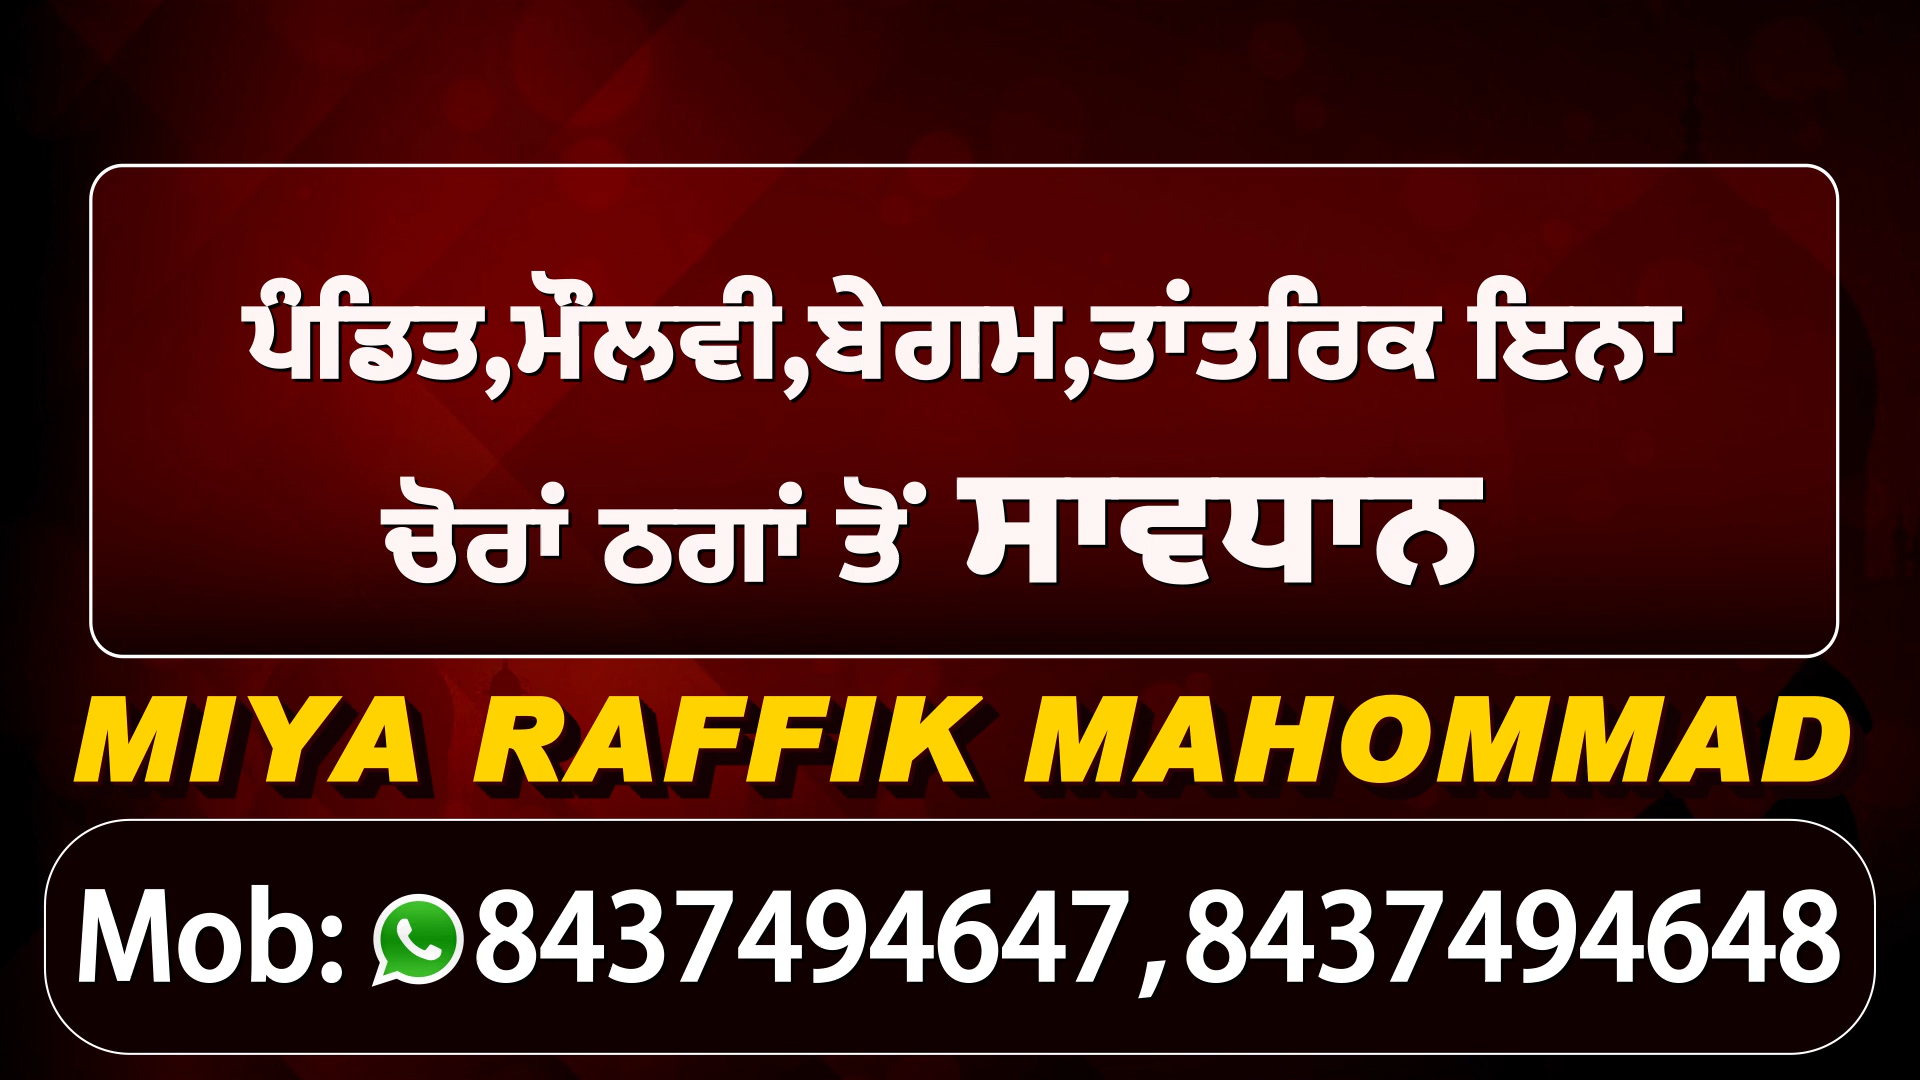 ਪੰਡਿਤ,ਮੌਲਵੀ,ਬੇਗਮ,ਤਾਂਤਰਿਕ ਇਨਾ
ਚੋਰਾਂ ਠਗਾਂ ਤੋਂ ਸਾਵਧਾਨ
MIYA RAFFIK MAHOMMAD
Mob: 8437494647, 8437494648